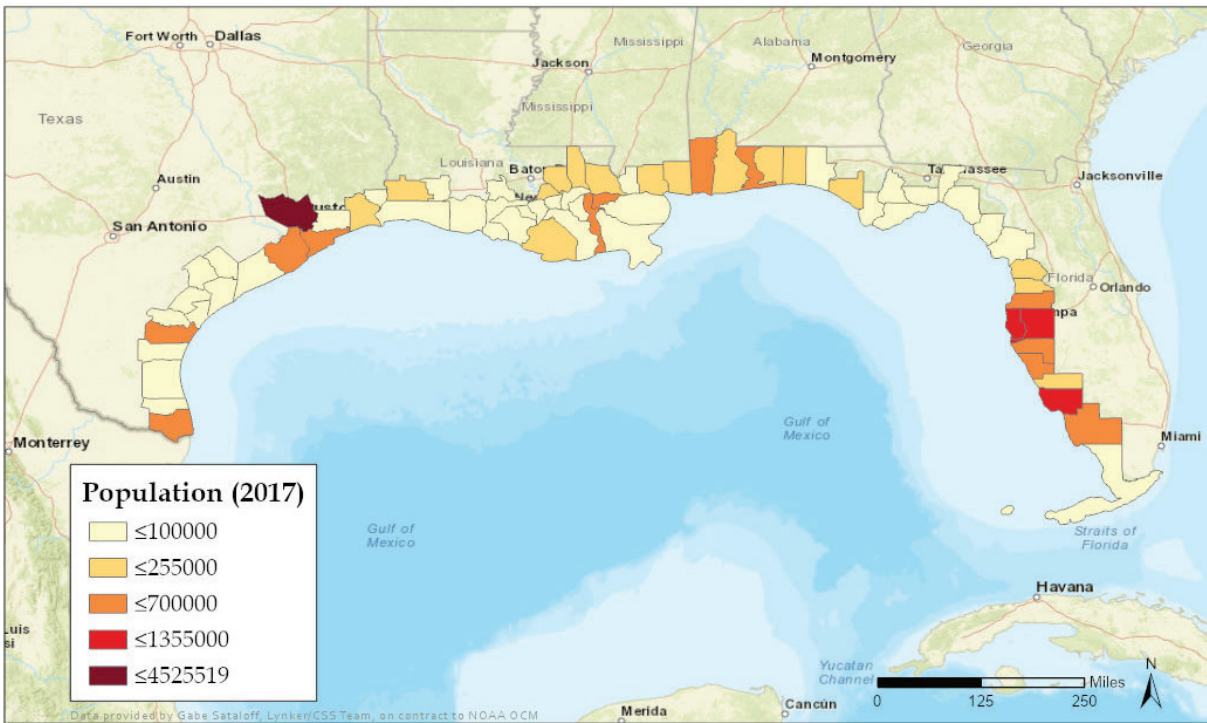 Fort Worth
Dallas
Mississippi
Alabama
Georgia
Jackson
Montgomery
Mississippi
Texas
Louisiana
Baton
Jacksonville
Austin
San Antonio
Florida
Orlando
Monterrey
Gulf of
Mexico
Miami
Population (2017)
≤100000
≤255000
≤700000
≤1355000
≤4525519
Gulf of
Mexico
Straits of
Florida
Havana
Luis
si
Yucatan
Channel
N
Miles
0 125 250
Data provided by Gabe Sataloff, Lynker/CSS Team, on contract to NOAA OCM
Merida
Cancún